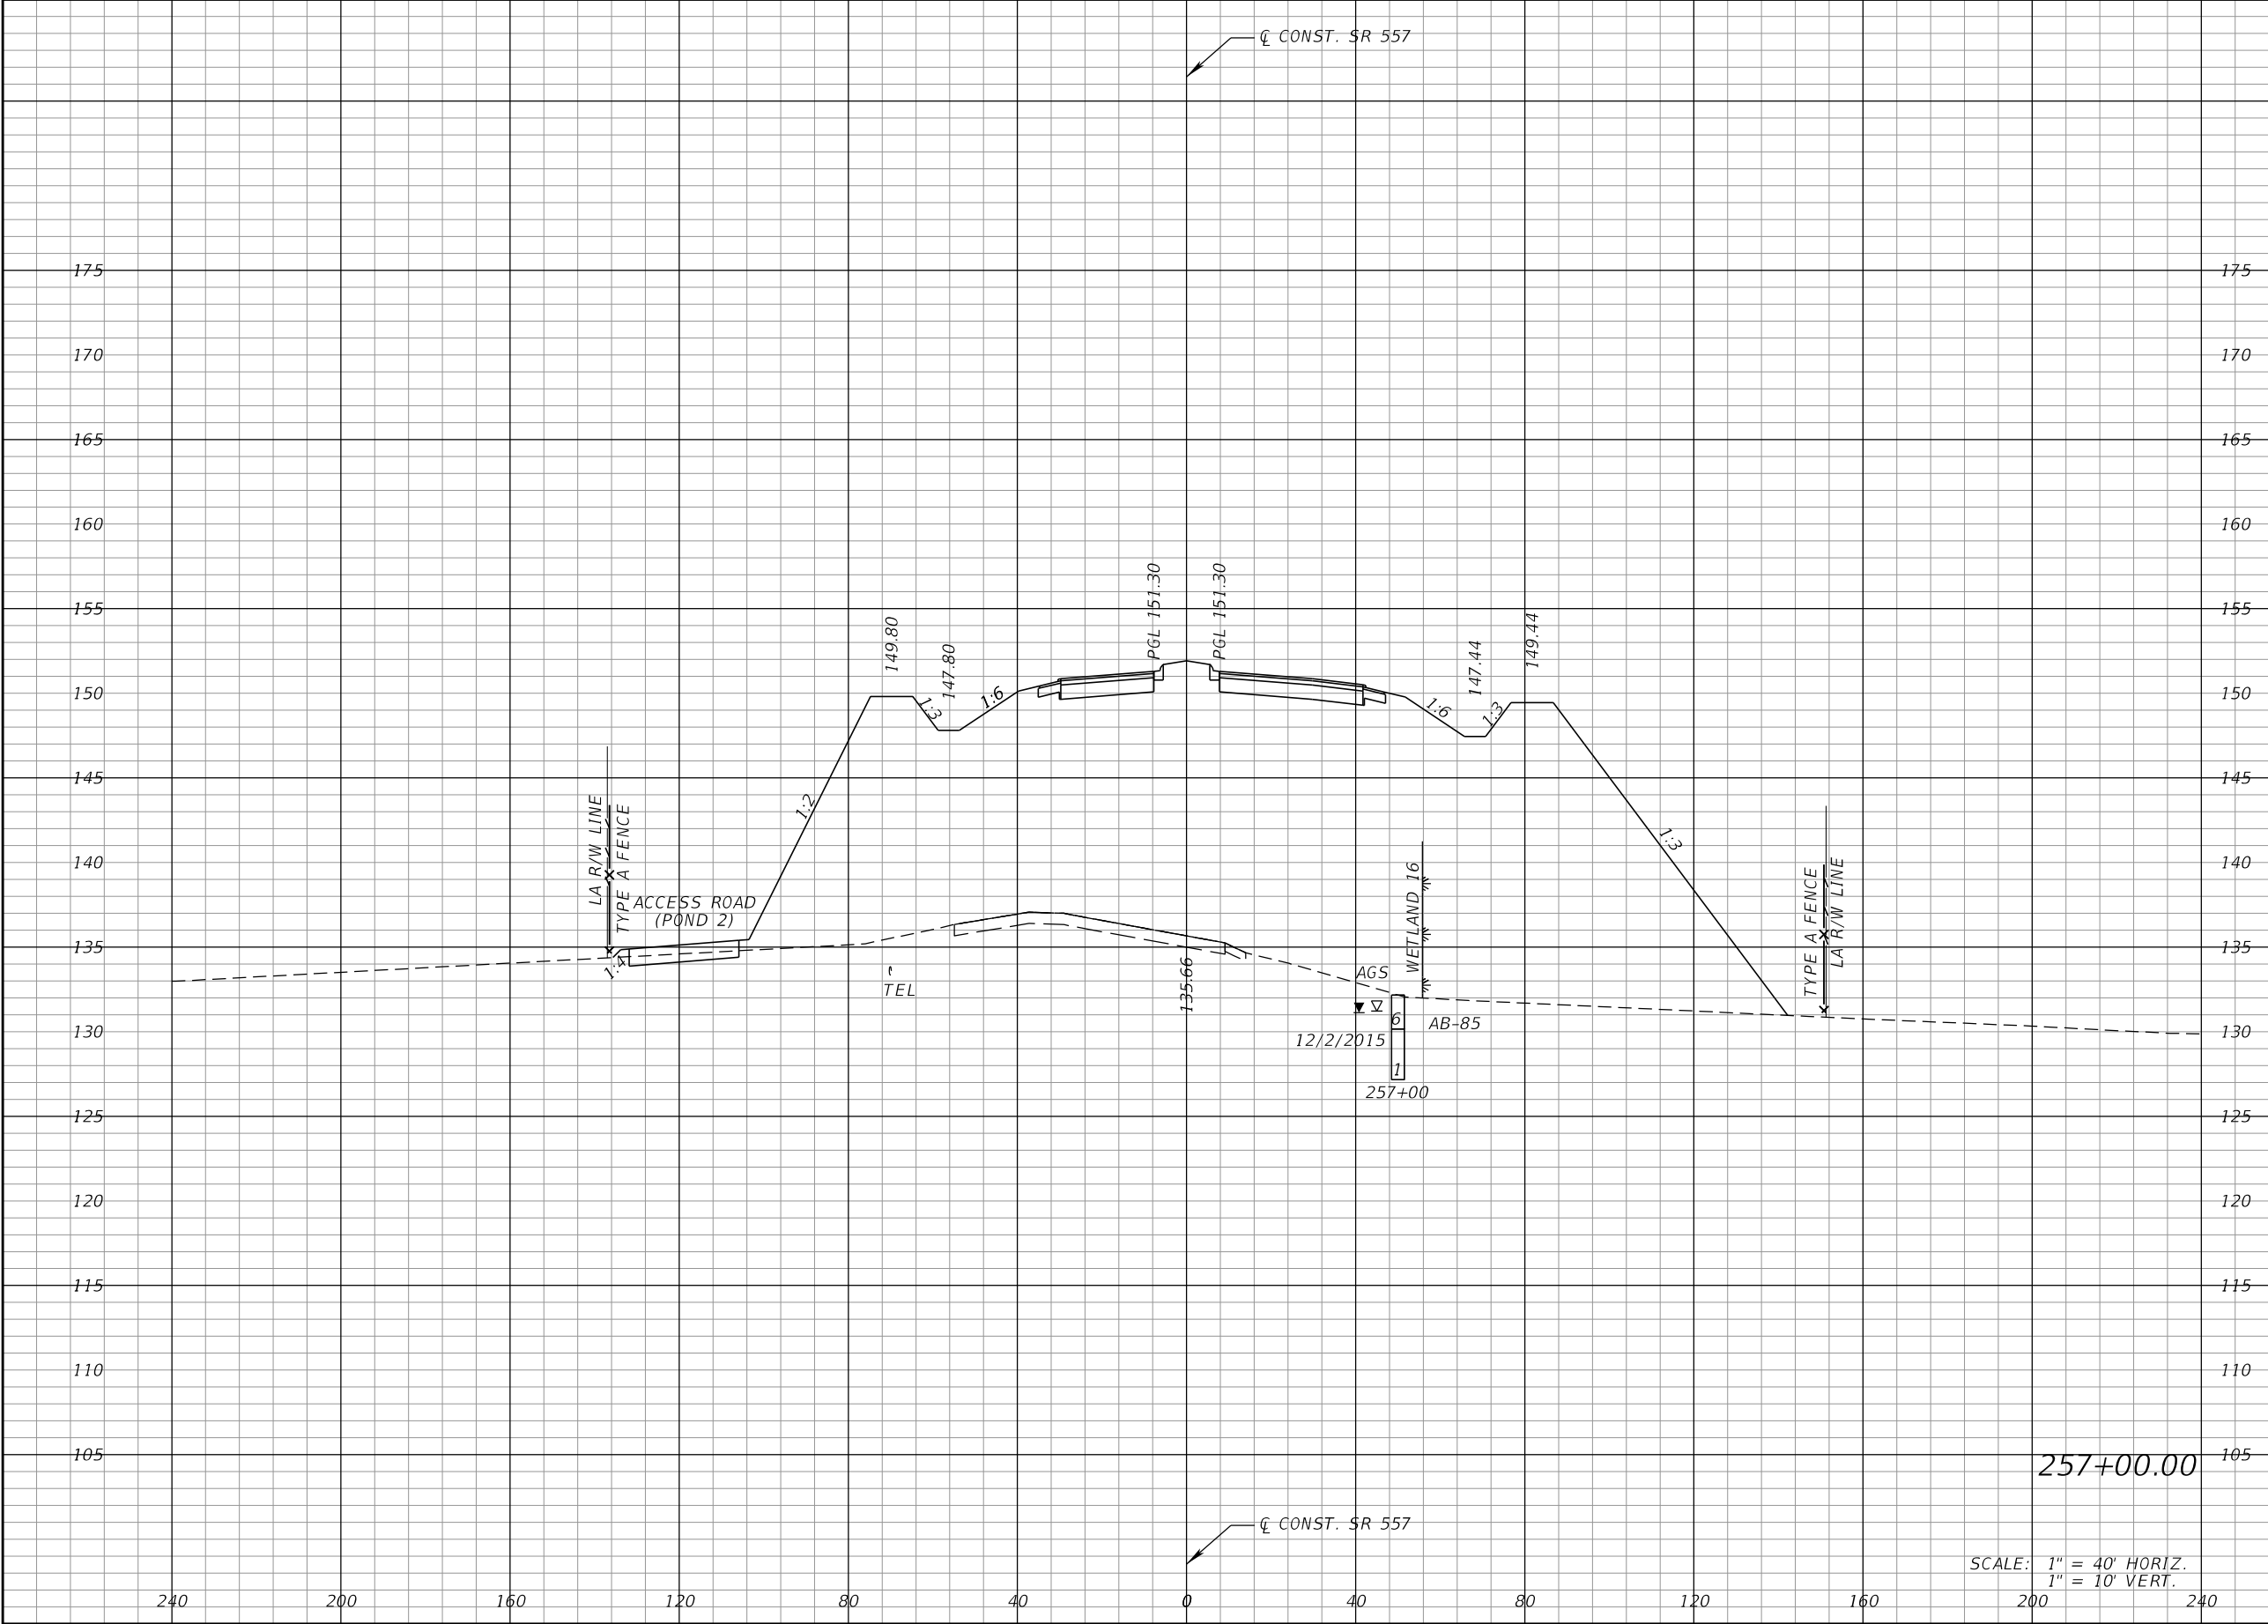 ℄ CONST. SR 557
175 175
170 170
165 165
160 160
155 155
150 150
145 145
140 140
135 135
130 130
125 125
120 120
115 115
110 110
105 105
PGL 151.30
PGL 151.30
149.80
147.80
147.44
149.44
1:3
1:6
1:6
1:3
1:2
1:3
LA R/W LINE
TYPE A FENCE
ACCESS ROAD
(POND 2)
1:4
TEL
135.66
AGS
WETLAND 16
6
AB-85
12/2/2015
1
257+00
TYPE A FENCE
LA R/W LINE
257+00.00
℄ CONST. SR 557
SCALE: 1" = 40' HORIZ.
1" = 10' VERT.
240 200 160 120 80 40 0 40 80 120 160 200 240